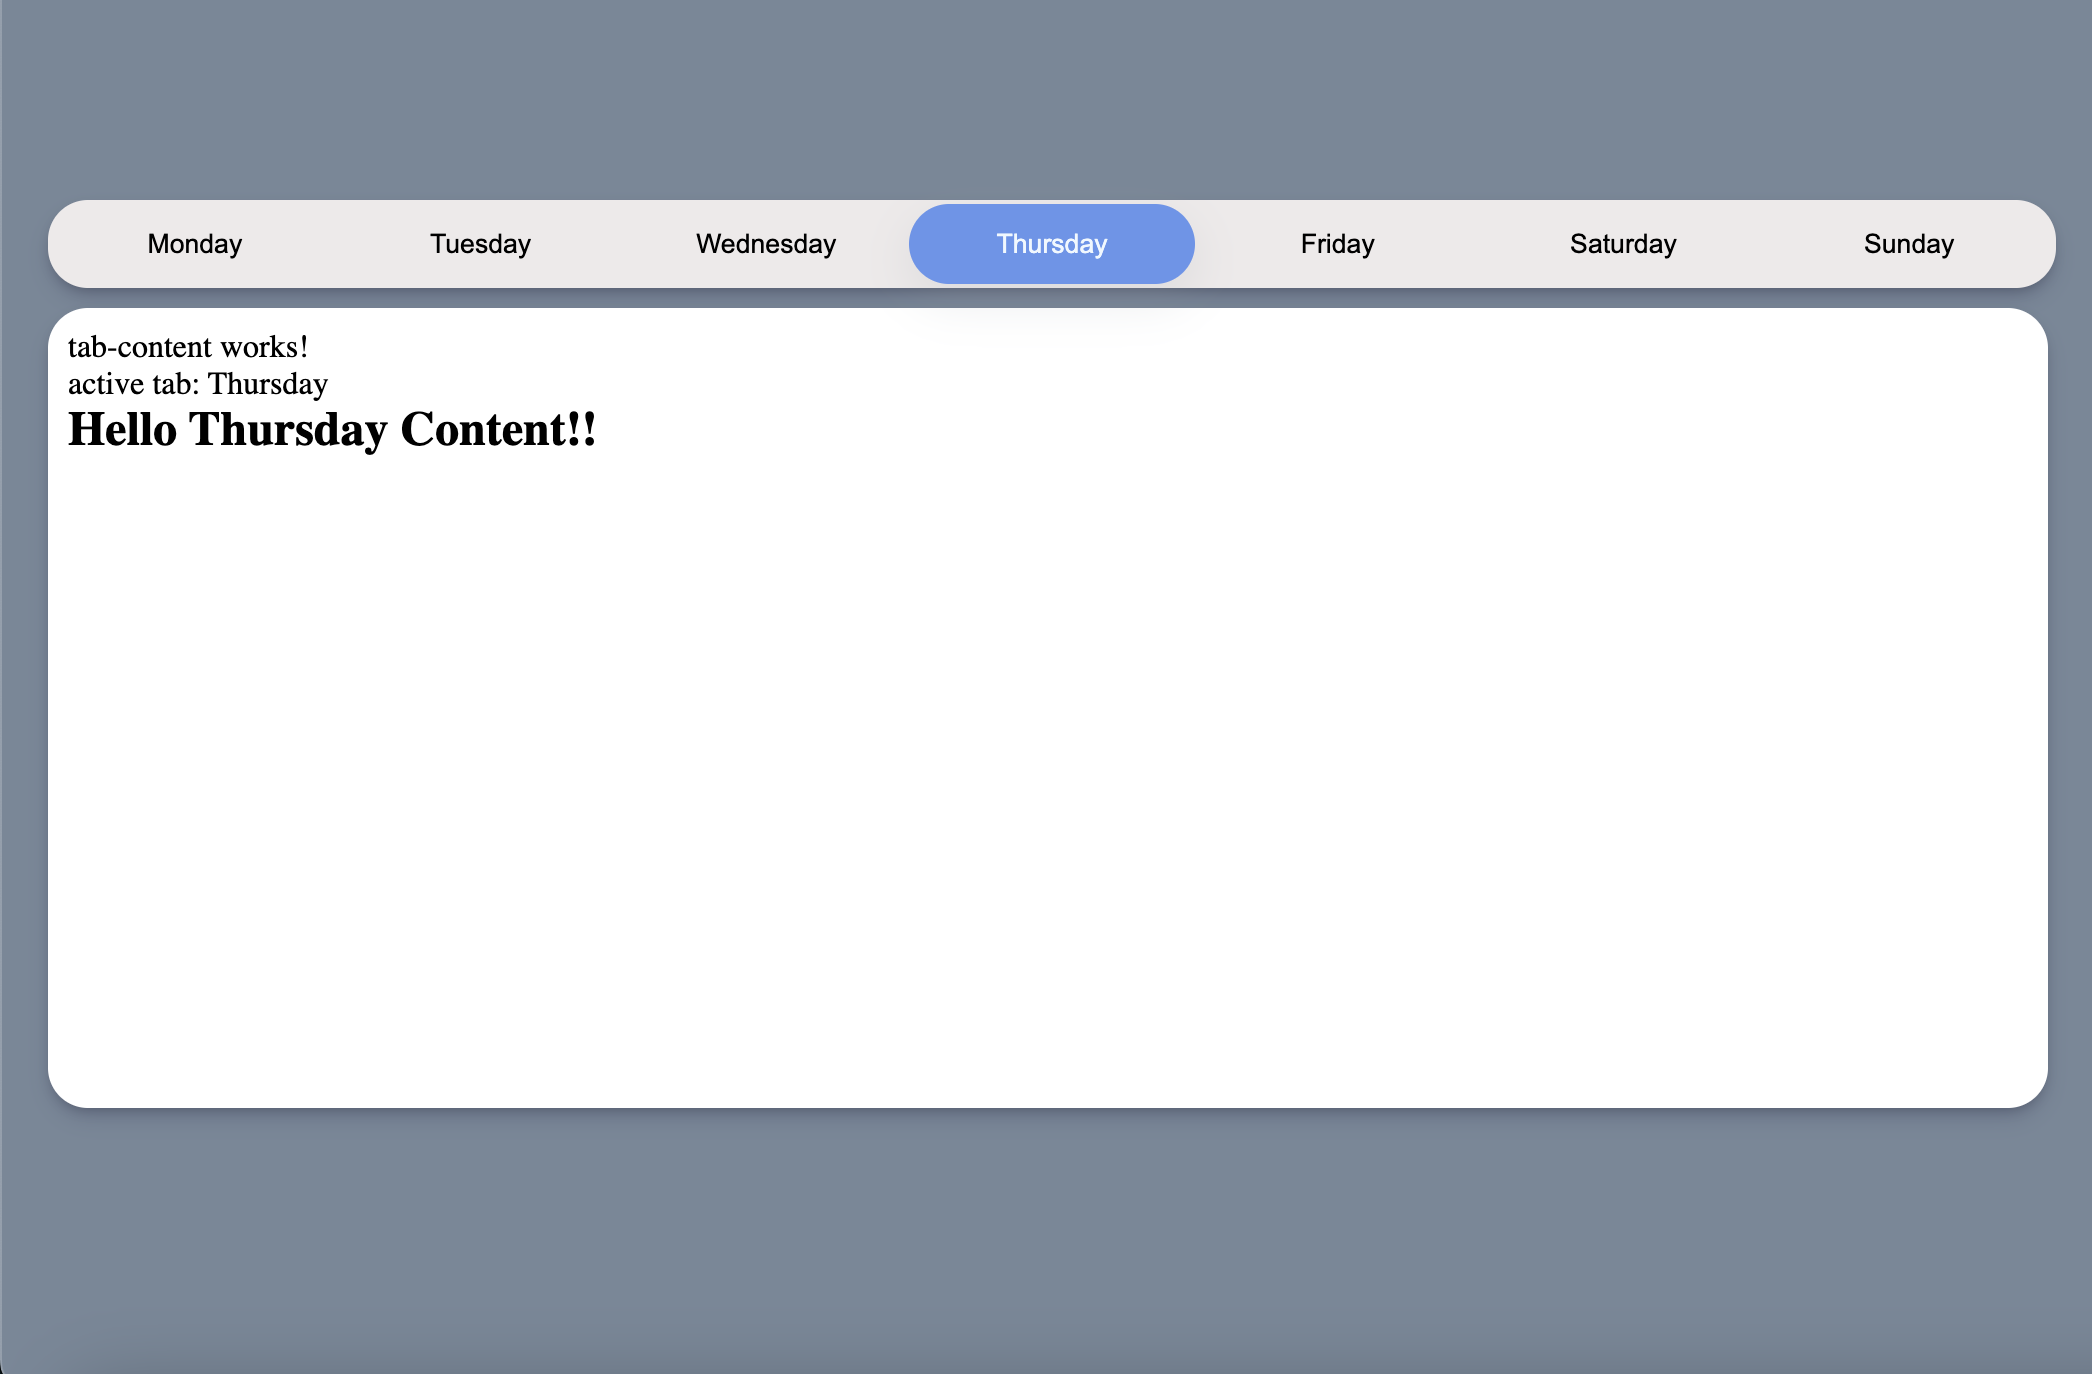 Monday Tuesday Wednesday Thursday Friday Saturday Sunday
tab-content works!
active tab: Thursday
Hello Thursday Content!!